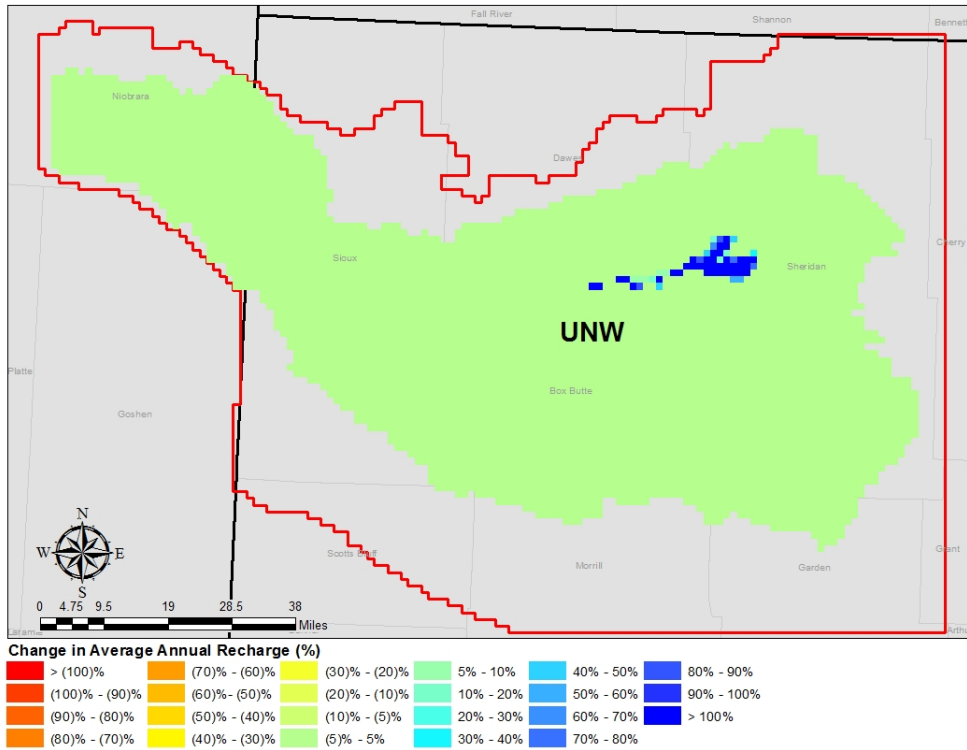 Fall River
Shannon
Bennett
Niobrara
Dawes
Cherry
Sioux
Sheridan
UNW
Platte
Box Butte
Goshen
N
W E
S
Scotts Bluff
Morrill
Garden
Grant
0 4.75 9.5 19 28.5 38
Miles
Laramie
Arthur
Change in Average Annual Recharge (%)
> (100)% (70)% - (60)% (30)% - (20)% 5% - 10% 40% - 50% 80% - 90%
(100)% - (90)% (60)% - (50)% (20)% - (10)% 10% - 20% 50% - 60% 90% - 100%
(90)% - (80)% (50)% - (40)% (10)% - (5)% 20% - 30% 60% - 70% > 100%
(80)% - (70)% (40)% - (30)% (5)% - 5% 30% - 40% 70% - 80%